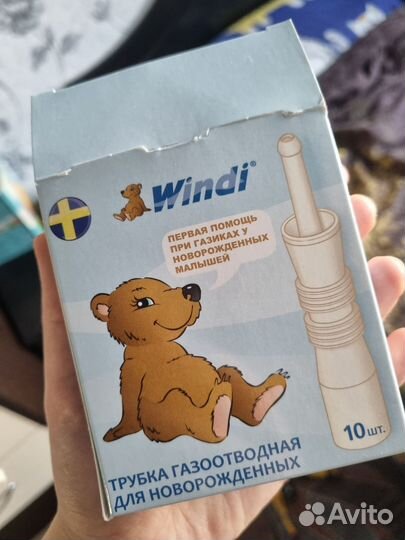 Windi®
ПЕРВАЯ ПОМОЩЬ
ПРИ ГАЗИКАХ У
НОВОРОЖДЕННЫХ
МАЛЫШЕЙ
10 шт.
ТРУБКА ГАЗООТВОДНАЯ
ДЛЯ НОВОРОЖДЕННЫХ
Avito